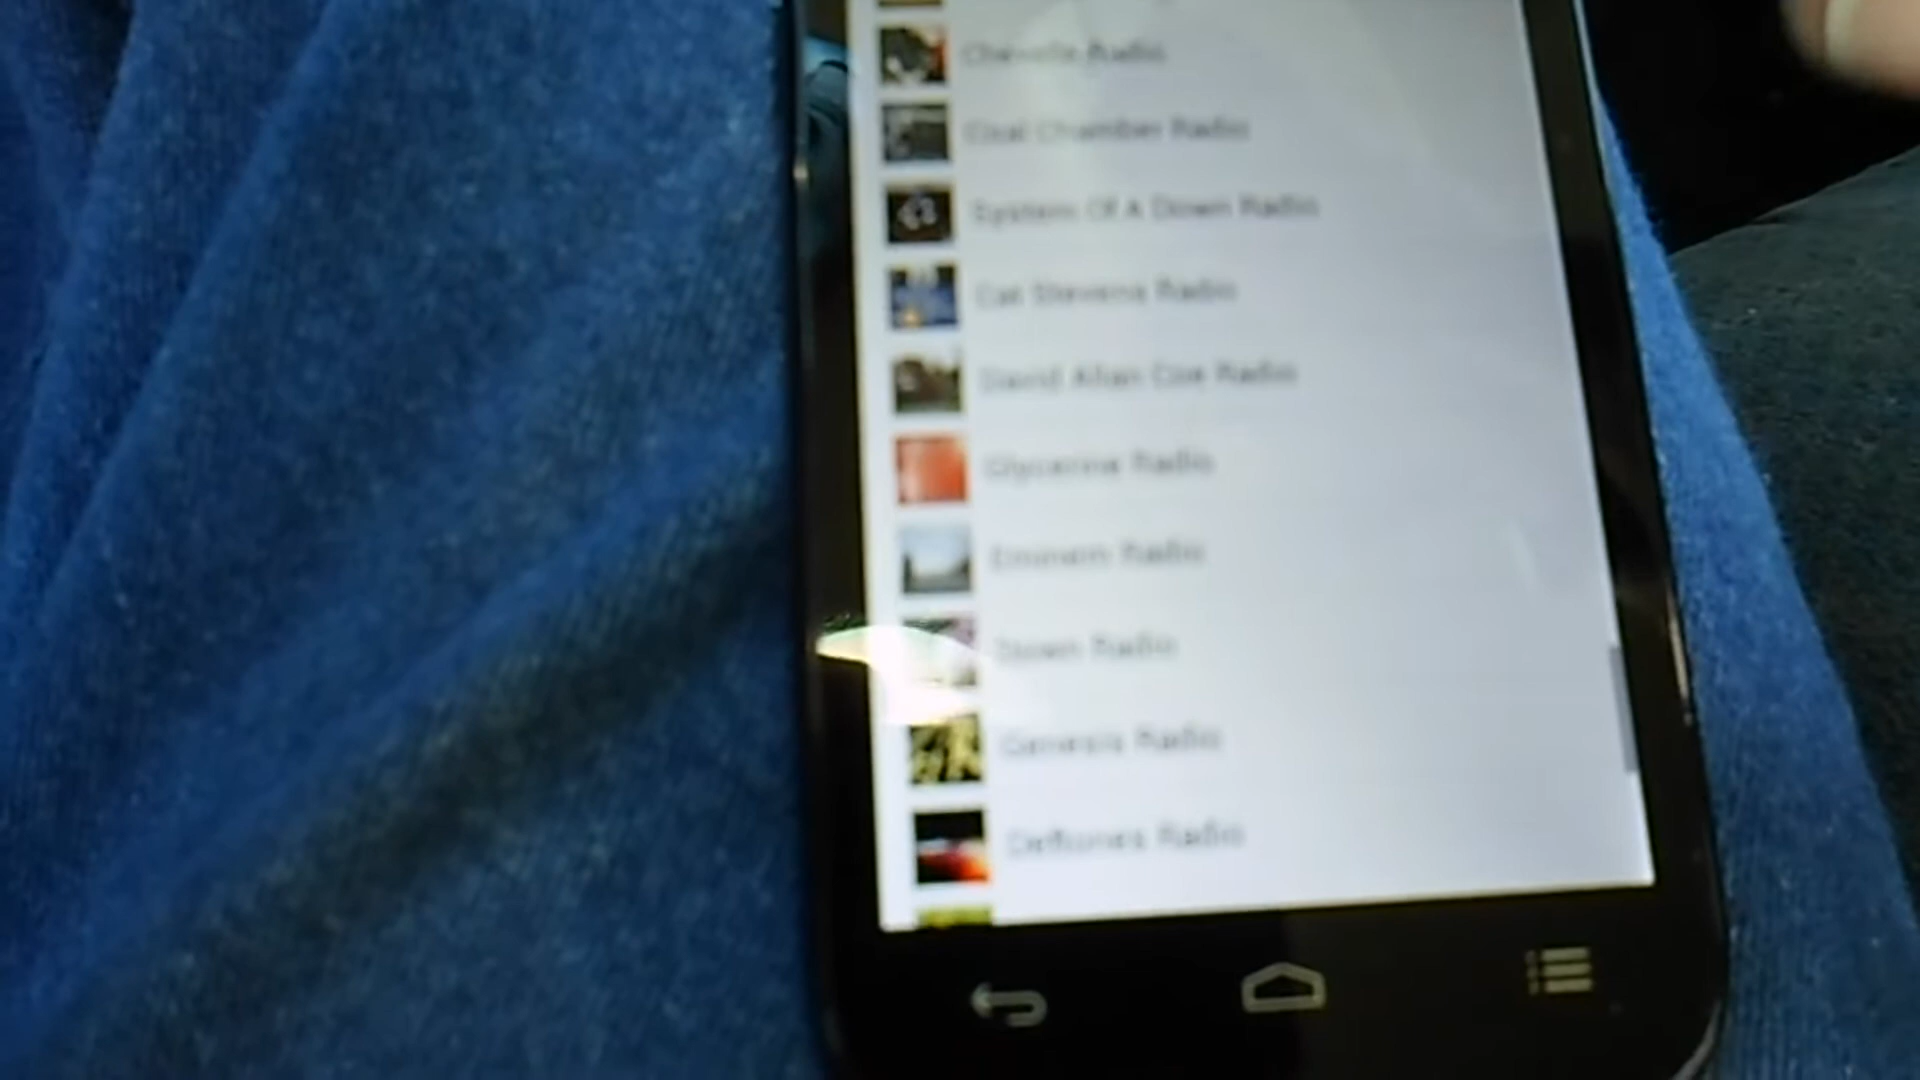 Chevelle Radio
Coal Chamber Radio
System Of A Down Radio
Cat Stevens Radio
David Allan Coe Radio
Glycerine Radio
Eminem Radio
Down Radio
Genesis Radio
Deftones Radio